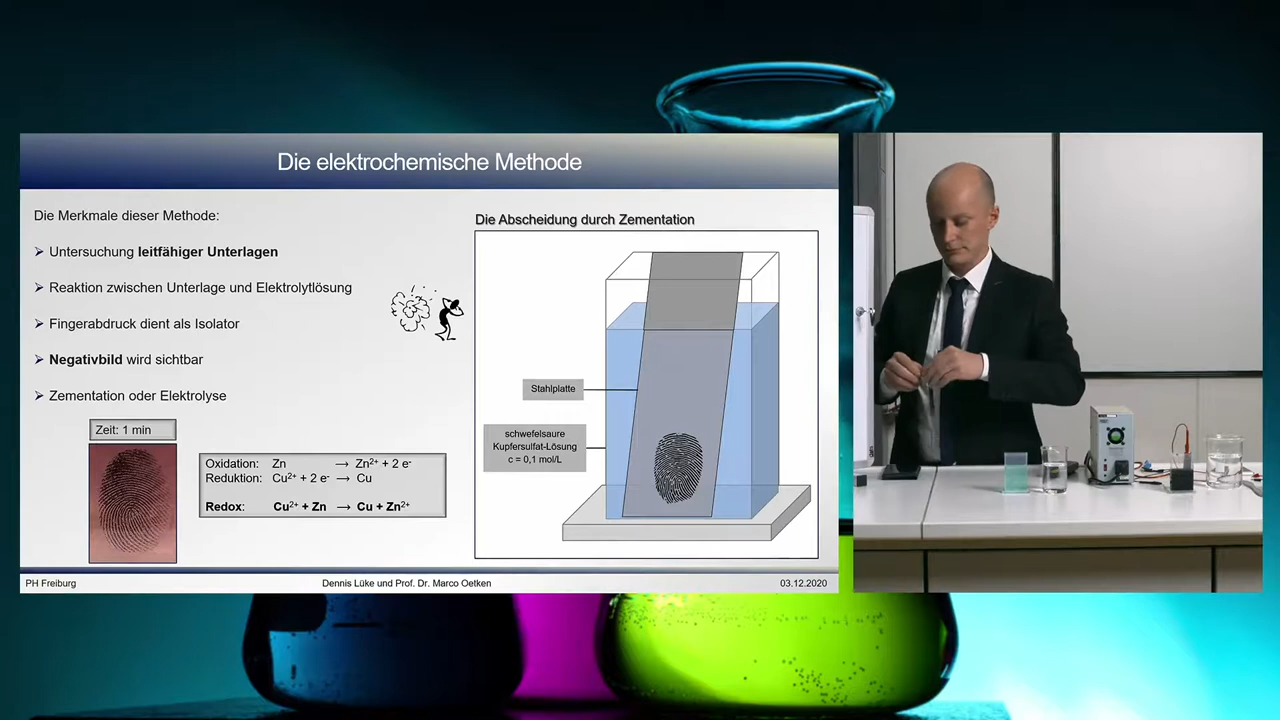 Die elektrochemische Methode
Die Merkmale dieser Methode:
Untersuchung leitfähiger Unterlagen
Reaktion zwischen Unterlage und Elektrolytlösung
Fingerabdruck dient als Isolator
Negativbild wird sichtbar
Zementation oder Elektrolyse
Zeit: 1 min
Oxidation: Zn → Zn²⁺ + 2 e⁻
Reduktion: Cu²⁺ + 2 e⁻ → Cu
Redox: Cu²⁺ + Zn → Cu + Zn²⁺
Die Abscheidung durch Zementation
Stahlplatte
schwefelsaure
Kupfersulfat-Lösung
c = 0,1 mol/L
PH Freiburg
Dennis Lüke und Prof. Dr. Marco Oetken
03.12.2020